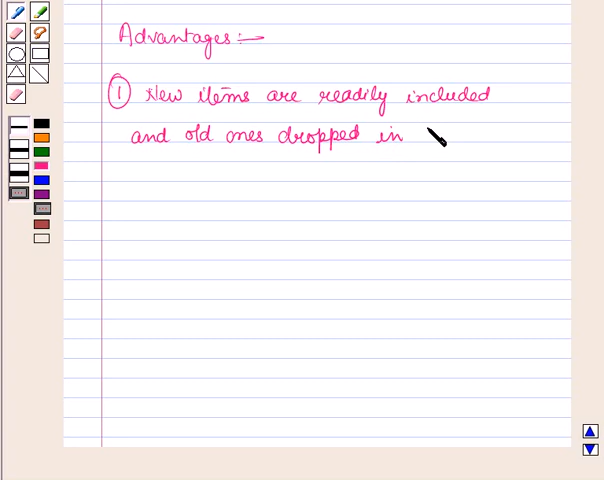 Advantages :-
① New items are readily included
and old ones dropped in